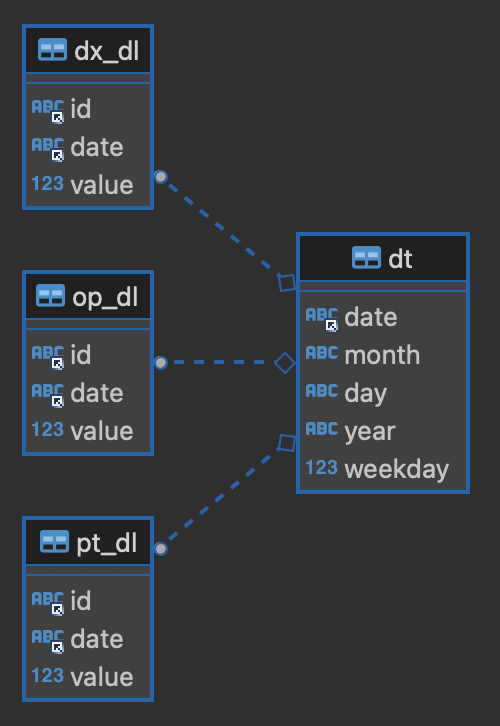 dx_dl
ABC id
ABC date
123 value
op_dl
ABC id
ABC date
123 value
pt_dl
ABC id
ABC date
123 value
dt
ABC date
ABC month
ABC day
ABC year
123 weekday